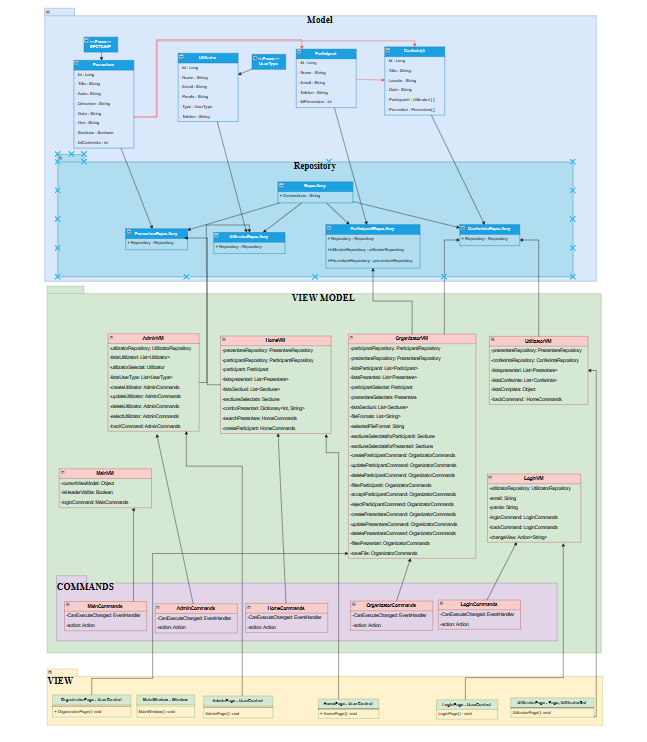 Model
<<Enum>>
SECTIUNE
Prezentare
- Id : Long
- Titlu : String
- Autor : String
- Descriere : String
- Data : String
- Ora : String
- Sectiune : Sectiune
- IdConferinta : int
Utilizator
- Id : Long
- Nume : String
- Email : String
- Parola : String
- Type : UserType
- Telefon : String
<<Enum>>
UserType
Participant
- Id : Long
- Nume : String
- Email : String
- Telefon : String
- IdPrezentare : int
Conferinta
- Id : Long
- Titlu : String
- Locatie : String
- Data : String
- Participanti : Utilizator[ ]
- Prezentari : Prezentare[ ]
Repository
Repository
+ ConnectionS : String
PrezentareRepository
+ Repository : Repository
UtilizatorRepository
+ Repository : Repository
ParticipantRepository
+ Repository : Repository
+UtilizatorRepository : utilizatorRepository
+PrezentareRepository : prezentareRepository
ConferintaRepository
+ Repository : Repository
VIEW MODEL
AdminVM
-utilizatorRepository: UtilizatorRepository
-listaUtilizatori: List<Utilizator>
-utilizatorSelectat: Utilizator
-listaUserType: List<UserType>
-createUtilizator: AdminCommands
-updateUtilizator: AdminCommands
-deleteUtilizator: AdminCommands
-selectUtilizator: AdminCommands
-backCommand: AdminCommands
HomeVM
-prezentareRepository: PrezentareRepository
-participantRepository: ParticipantRepository
-participant: Participant
-listaprezentari: List<Prezentare>
-listaSectiuni: List<Sectiune>
-sectiuneSelectata: Sectiune
-comboPrezentari: Dictionary<int, String>
-searchPrezentare: HomeCommands
-createParticipant: HomeCommands
OrganizatorVM
-participantRepository: ParticipantRepository
-prezentareRepository: PrezentareRepository
-listaParticipanti: List<Participant>
-listaPrezentari: List<Prezentare>
-participantSelectat: Participant
-prezentareSelectata: Prezentare
-listaSectiuni: List<Sectiune>
-fileFormats: List<String>
-selectedFileFormat: String
-sectiuneSelectataforParticipant: Sectiune
-sectiuneSelectataforPrezentari: Sectiune
-createParticipantCommand: OrganizatorCommands
-updateParticipantCommand: OrganizatorCommands
-deleteParticipantCommand: OrganizatorCommands
-filterParticipanti: OrganizatorCommands
-acceptParticipantCommand: OrganizatorCommands
-rejectParticipantCommand: OrganizatorCommands
-createPrezentareCommand: OrganizatorCommands
-updatePrezentareCommand: OrganizatorCommands
-deletePrezentareCommand: OrganizatorCommands
-filterPrezentari: OrganizatorCommands
-saveFile: OrganizatorCommands
UtilizatorVM
-prezentareRepository: PrezentareRepository
-conferintaRepository: ConferintaRepository
-listaprezentari: List<Prezentare>
-listaConferinte: List<Conferinta>
-listaCompleta: Object
-backCommand : HomeCommands
MainVM
-currentViewModel: Object
-isHeaderVisible: Boolean
-loginCommand: MainCommands
LoginVM
-utilizatorRepository: UtilizatorRepository
-email: String
-parola: String
-loginCommand: LoginCommands
-backCommand: LoginCommands
-changeView: Action<String>
COMMANDS
MainCommands
-CanExecuteChanged: EventHandler
-action: Action
AdminCommands
-CanExecuteChanged: EventHandler
-action: Action
HomeCommands
-CanExecuteChanged: EventHandler
-action: Action
OrganizatorCommands
-CanExecuteChanged: EventHandler
-action: Action
LoginCommands
-CanExecuteChanged: EventHandler
-action: Action
VIEW
OrganizatorPage - UserControl
+ OrganizatorPage(): void
MainWindow - Window
MainWindow(): void
AdminPage - UserControl
AdminPage(): void
HomePage - UserControl
+ HomePage(): void
LoginPage - UserControl
LoginPage() : void
UtilizatorPage(): void